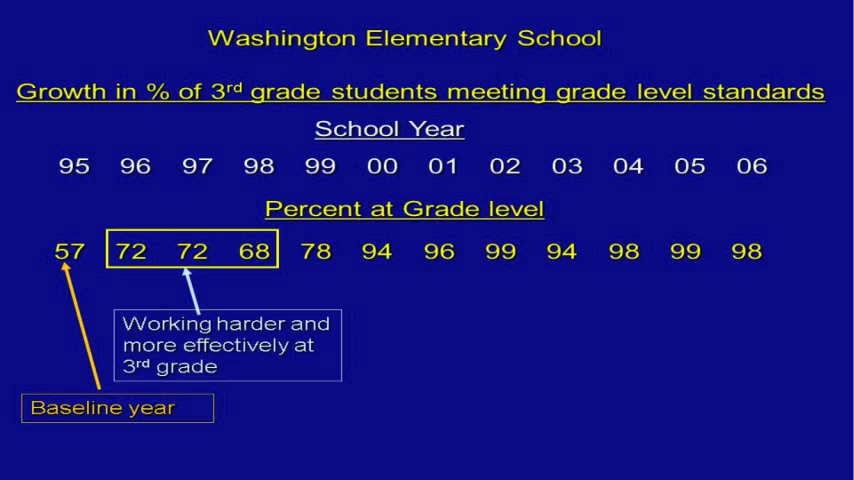 Washington Elementary School
Growth in % of 3rd grade students meeting grade level standards
School Year
95 96 97 98 99 00 01 02 03 04 05 06
Percent at Grade level
57 72 72 68 78 94 96 99 94 98 99 98
Working harder and
more effectively at
3rd grade
Baseline year